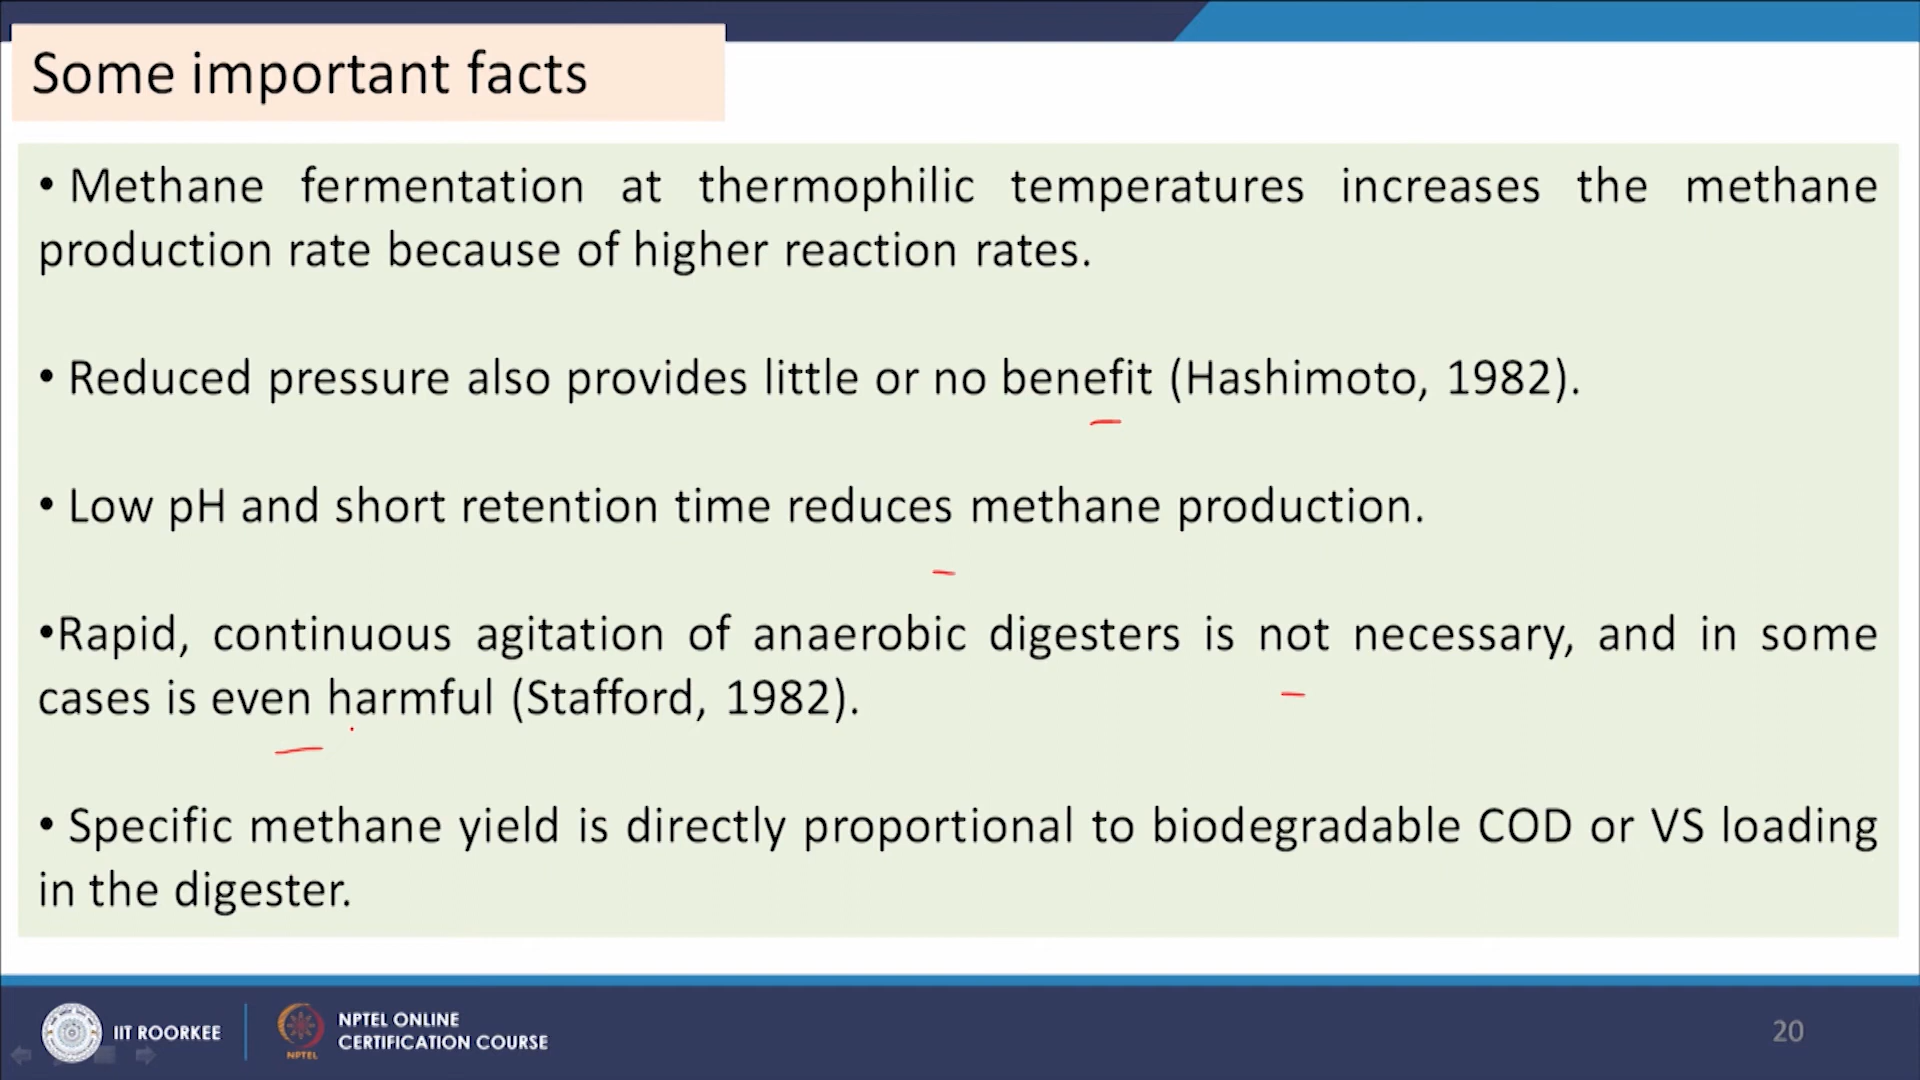 Some important facts
• Methane fermentation at thermophilic temperatures increases the methane
production rate because of higher reaction rates.
• Reduced pressure also provides little or no benefit (Hashimoto, 1982).
• Low pH and short retention time reduces methane production.
•Rapid, continuous agitation of anaerobic digesters is not necessary, and in some
cases is even harmful (Stafford, 1982).
• Specific methane yield is directly proportional to biodegradable COD or VS loading
in the digester.
IIT ROORKEE
NPTEL
NPTEL ONLINE
CERTIFICATION COURSE
20